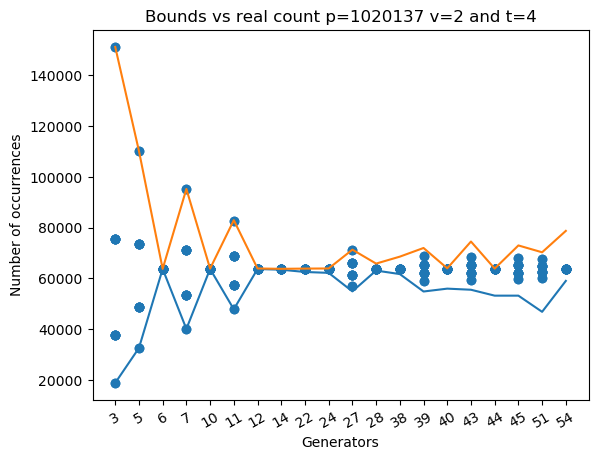 Bounds vs real count p=1020137 v=2 and t=4
Number of occurrences
140000
120000
100000
80000
60000
40000
20000
3 5 6 7 10 11 12 14 22 24 27 28 38 39 40 43 44 45 51 54
Generators